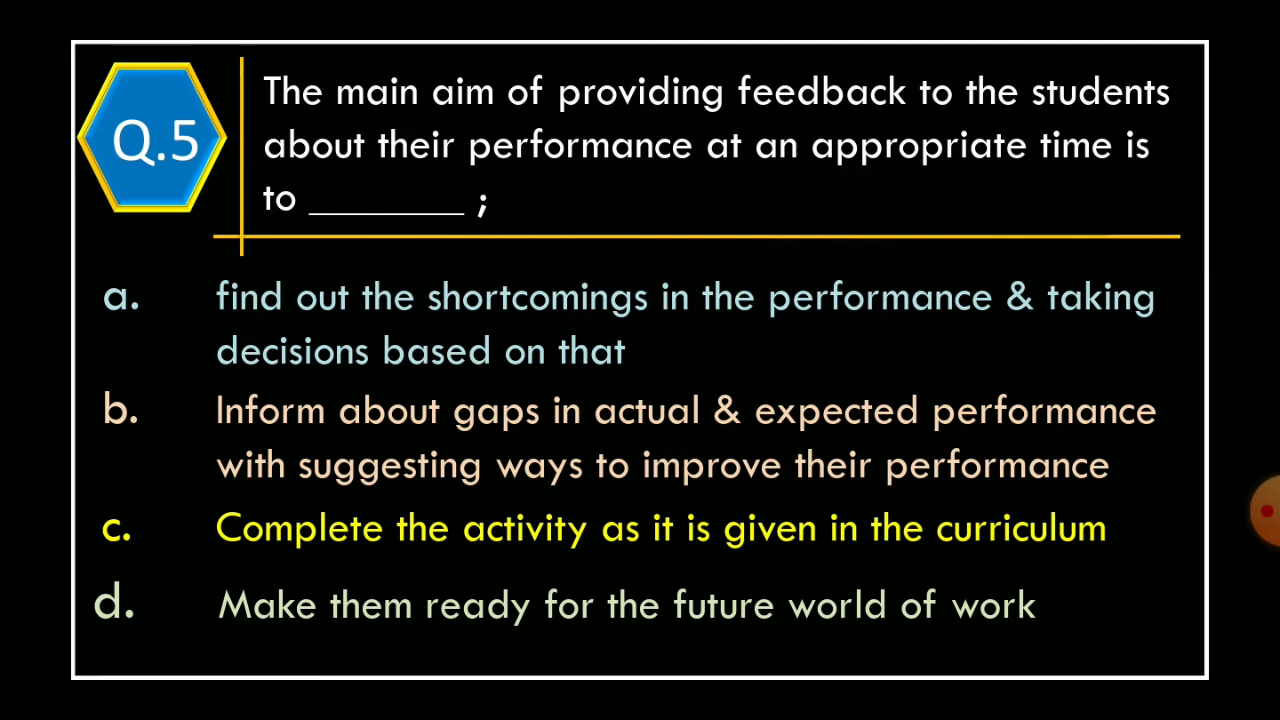 Q.5
The main aim of providing feedback to the students
about their performance at an appropriate time is
to ________ ;
a. find out the shortcomings in the performance & taking
decisions based on that
b. Inform about gaps in actual & expected performance
with suggesting ways to improve their performance
c. Complete the activity as it is given in the curriculum
d. Make them ready for the future world of work